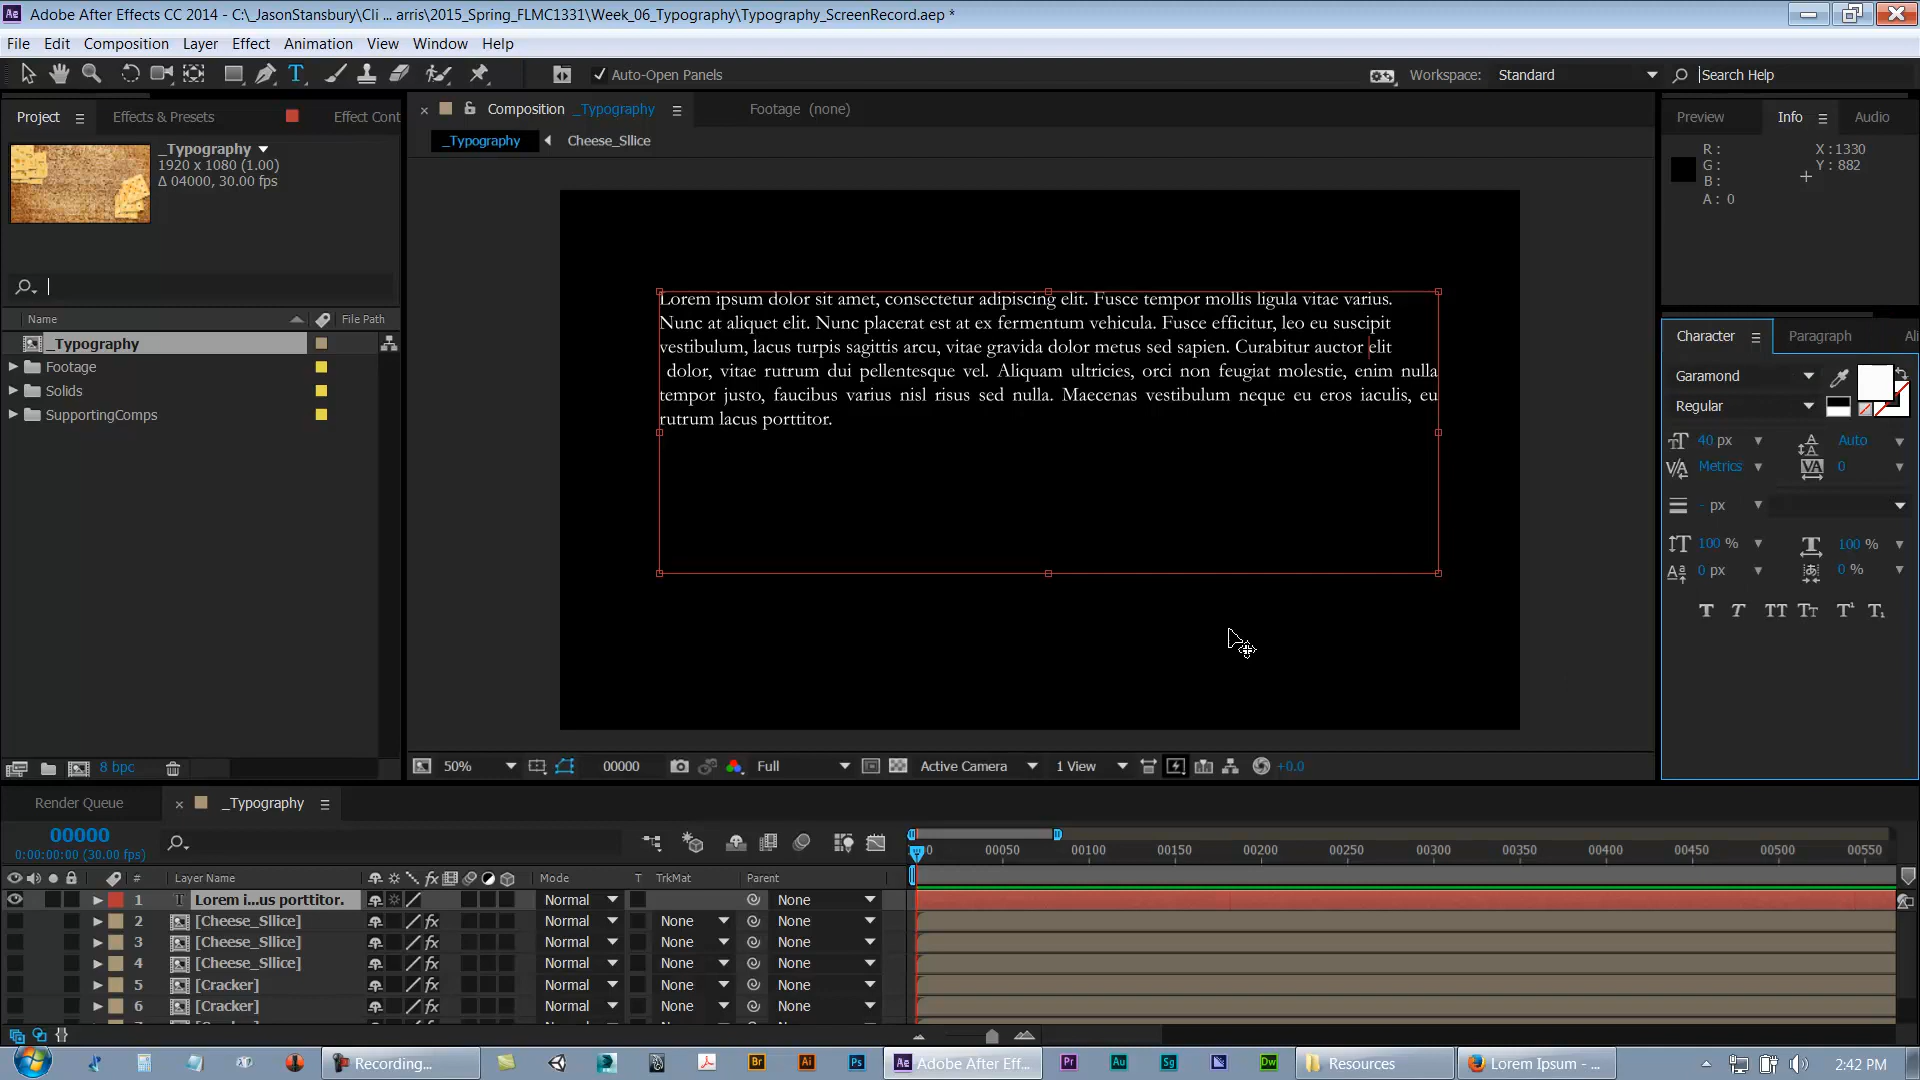 Adobe After Effects CC 2014 - C:\_JasonStansbury\Cli ... arris\2015_Spring_FLMC1331\Week_06_Typography\Typography_ScreenRecord.aep *
File Edit Composition Layer Effect Animation View Window Help
Auto-Open Panels
Workspace: Standard
Search Help
Project
Effects & Presets
Effect Cont
Composition _Typography
Footage (none)
Preview
Info
Audio
_Typography
1920 x 1080 (1.00)
Δ 04000, 30.00 fps
_Typography
Cheese_Sllice
R :
G :
B :
A : 0
X : 1330
Y : 882
Name
File Path
_Typography
Footage
Solids
SupportingComps
8 bpc
Lorem ipsum dolor sit amet, consectetur adipiscing elit. Fusce tempor mollis ligula vitae varius.
Nunc at aliquet elit. Nunc placerat est at ex fermentum vehicula. Fusce efficitur, leo eu suscipit
vestibulum, lacus turpis sagittis arcu, vitae gravida dolor metus sed sapien. Curabitur auctor elit
dolor, vitae rutrum dui pellentesque vel. Aliquam ultricies, orci non feugiat molestie, enim nulla
tempor justo, faucibus varius nisl risus sed nulla. Maecenas vestibulum neque eu eros iaculis, eu
rutrum lacus porttitor.
Character
Paragraph
Ali
Garamond
Regular
40 px
Auto
Metrics
0
- px
100 %
100 %
0 px
0 %
50%
00000
Full
Active Camera
1 View
+0.0
Render Queue
_Typography
00000
0:00:00:00 (30.00 fps)
00 00050 00100 00150 00200 00250 00300 00350 00400 00450 00500 00550
# Layer Name Mode T TrkMat Parent
1 Lorem i...us porttitor. Normal None
2 [Cheese_Sllice] Normal None None
3 [Cheese_Sllice] Normal None None
4 [Cheese_Sllice] Normal None None
5 [Cracker] Normal None None
6 [Cracker] Normal None None
Recording...
Br
Ai
Ps
Ae Adobe After Eff...
Pr
Au
Sg
Dw
Resources
Lorem Ipsum - ...
2:42 PM